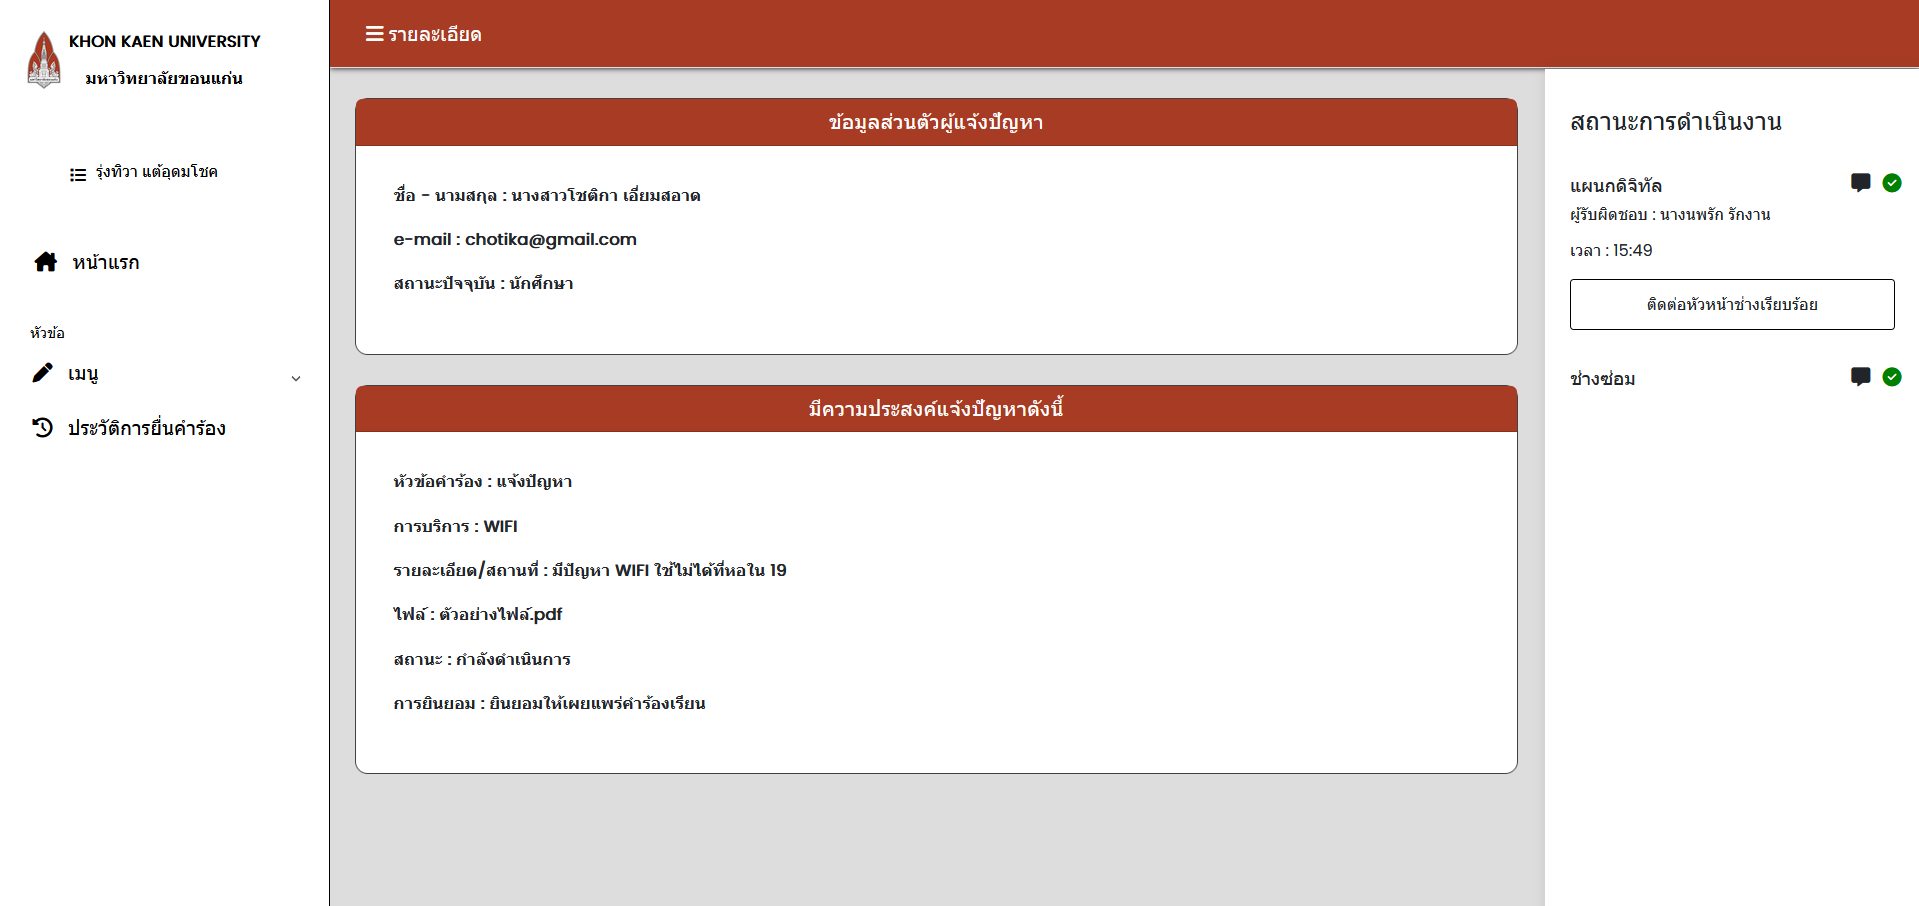 KHON KAEN UNIVERSITY
มหาวิทยาลัยขอนแก่น
รุ่งทิวา แต้อุดมโชค
หน้าแรก
หัวข้อ
เมนู
ประวัติการยื่นคำร้อง
รายละเอียด
ข้อมูลส่วนตัวผู้แจ้งปัญหา
ชื่อ - นามสกุล : นางสาวโชติกา เอี่ยมสอาด
e-mail : chotika@gmail.com
สถานะปัจจุบัน : นักศึกษา
มีความประสงค์แจ้งปัญหาดังนี้
หัวข้อคำร้อง : แจ้งปัญหา
การบริการ : WIFI
รายละเอียด/สถานที่ : มีปัญหา WIFI ใช้ไม่ได้ที่หอใน 19
ไฟล์ : ตัวอย่างไฟล์.pdf
สถานะ : กำลังดำเนินการ
การยินยอม : ยินยอมให้เผยแพร่คำร้องเรียน
สถานะการดำเนินงาน
แผนกดิจิทัล
ผู้รับผิดชอบ : นางนพรัก รักงาน
เวลา : 15:49
ติดต่อหัวหน้าช่างเรียบร้อย
ช่างซ่อม